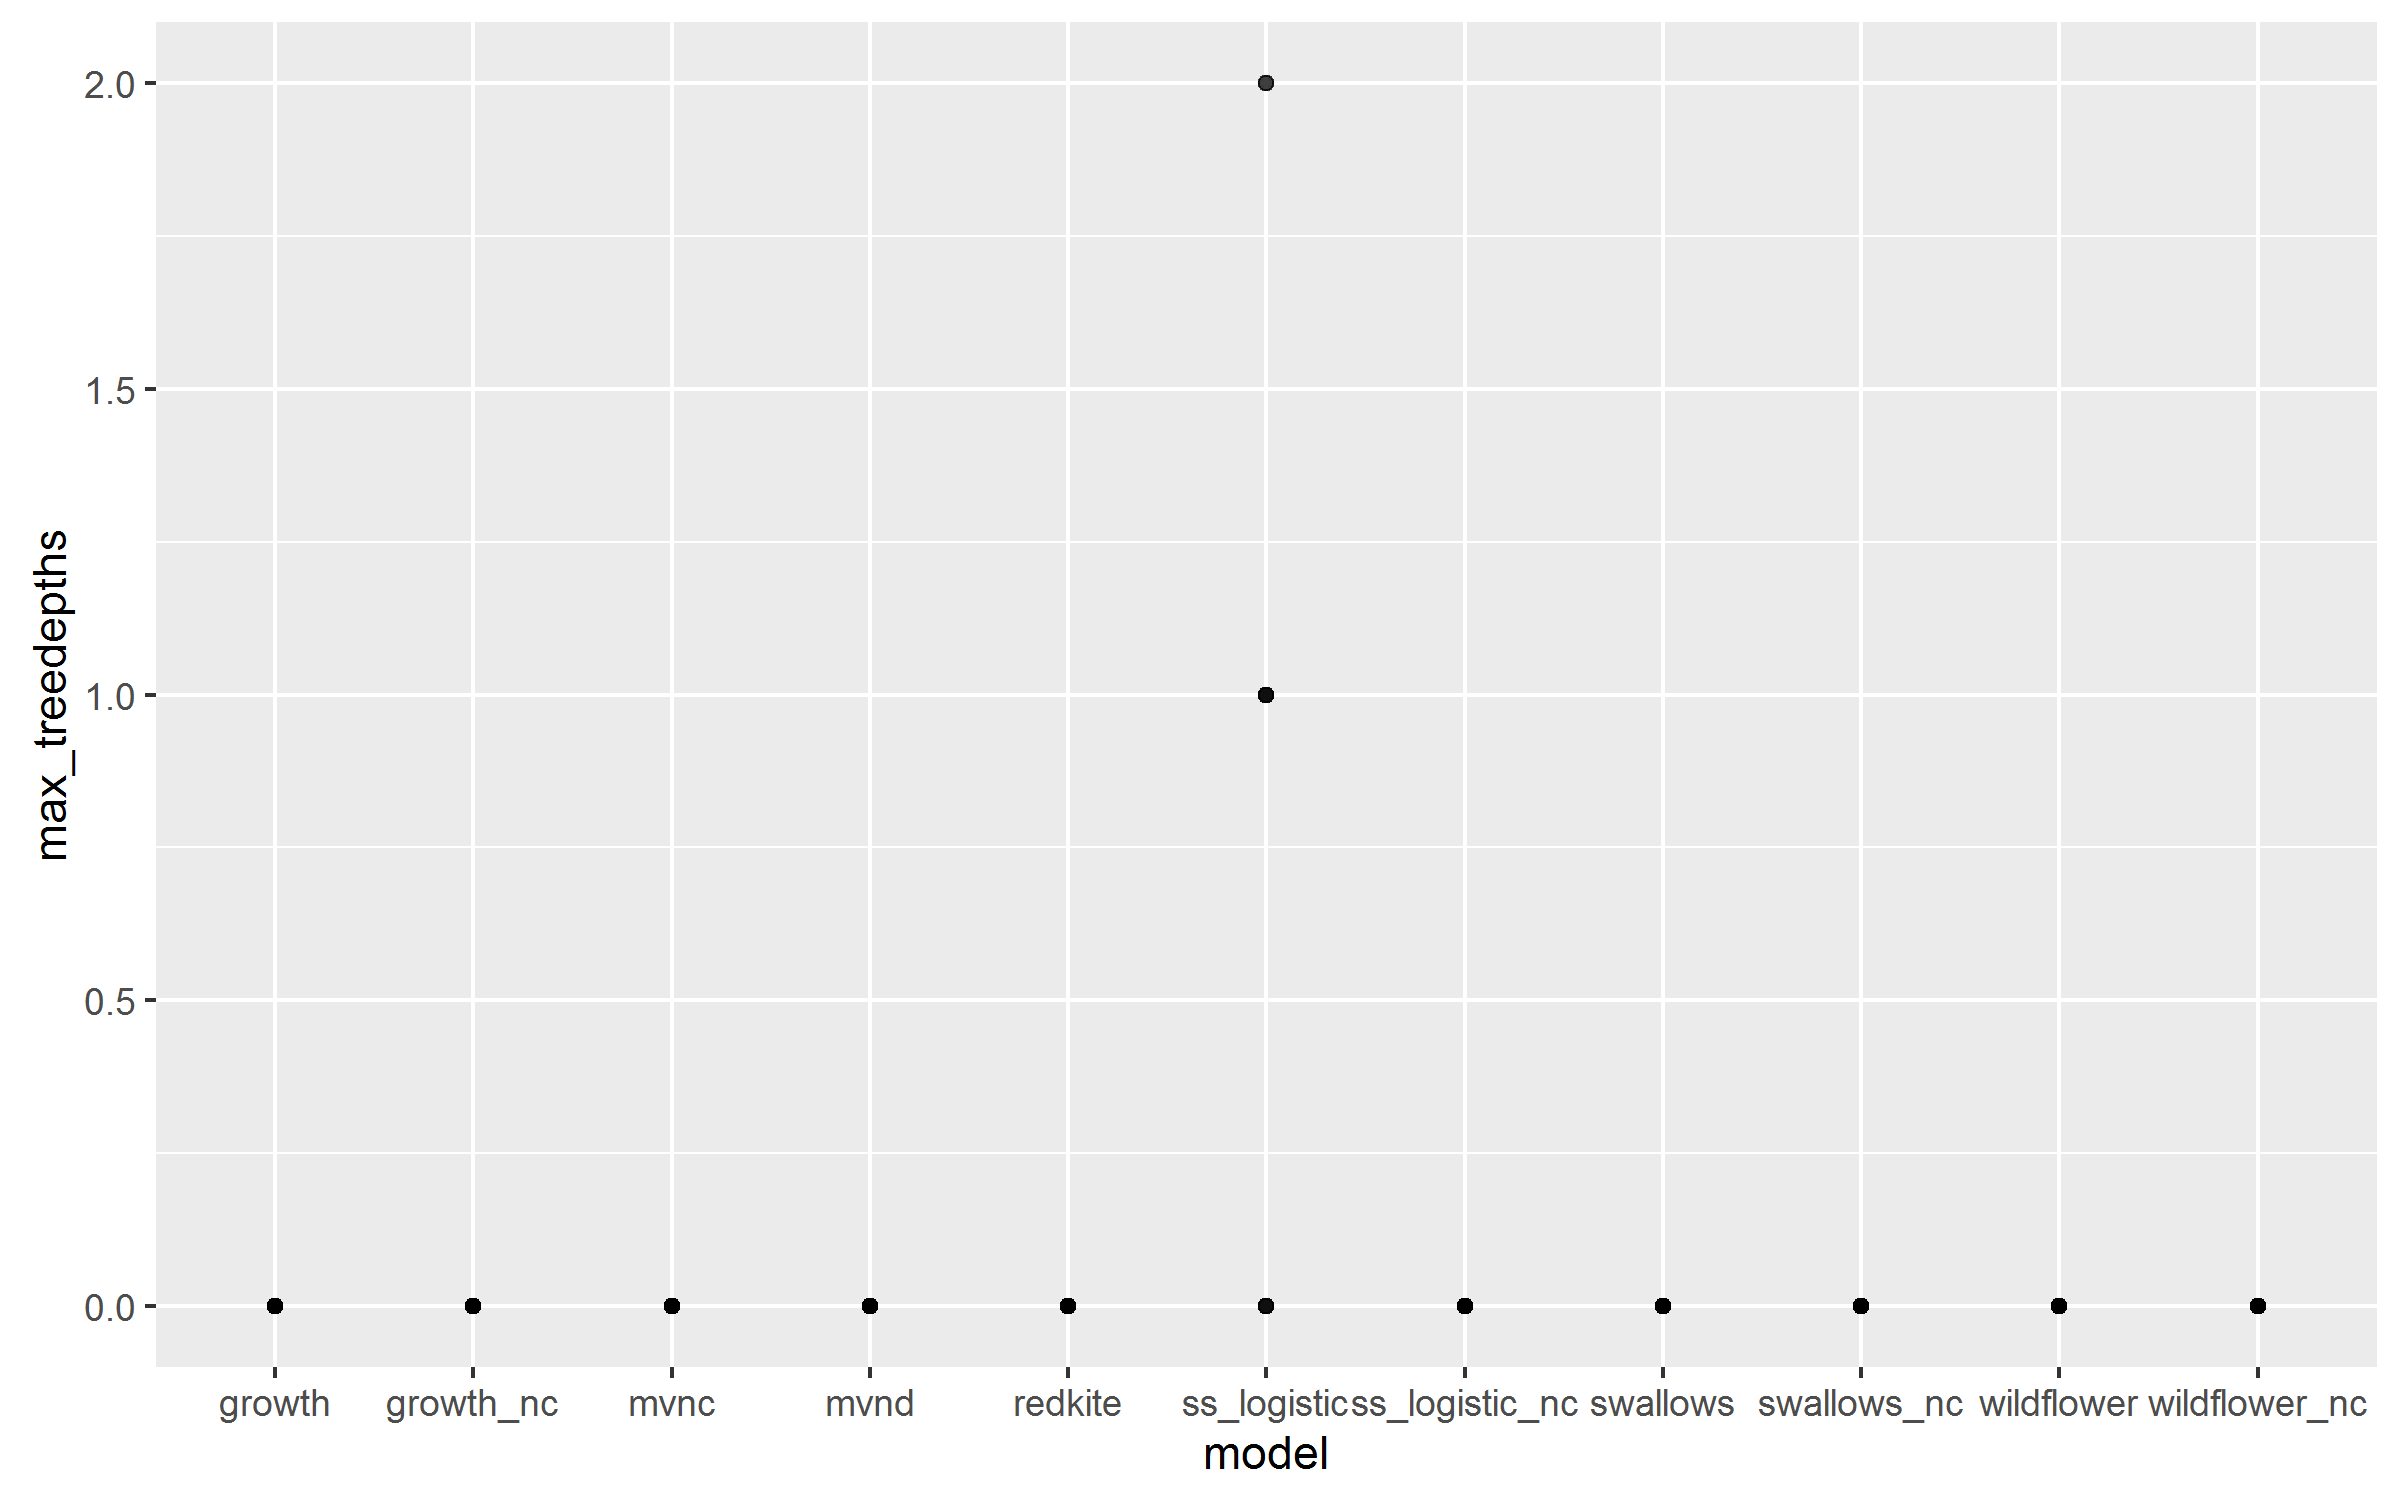 max_treedepths
2.0
1.5
1.0
0.5
0.0
growth growth_nc mvnc mvnd redkite ss_logistic ss_logistic_nc swallows swallows_nc wildflower wildflower_nc
model